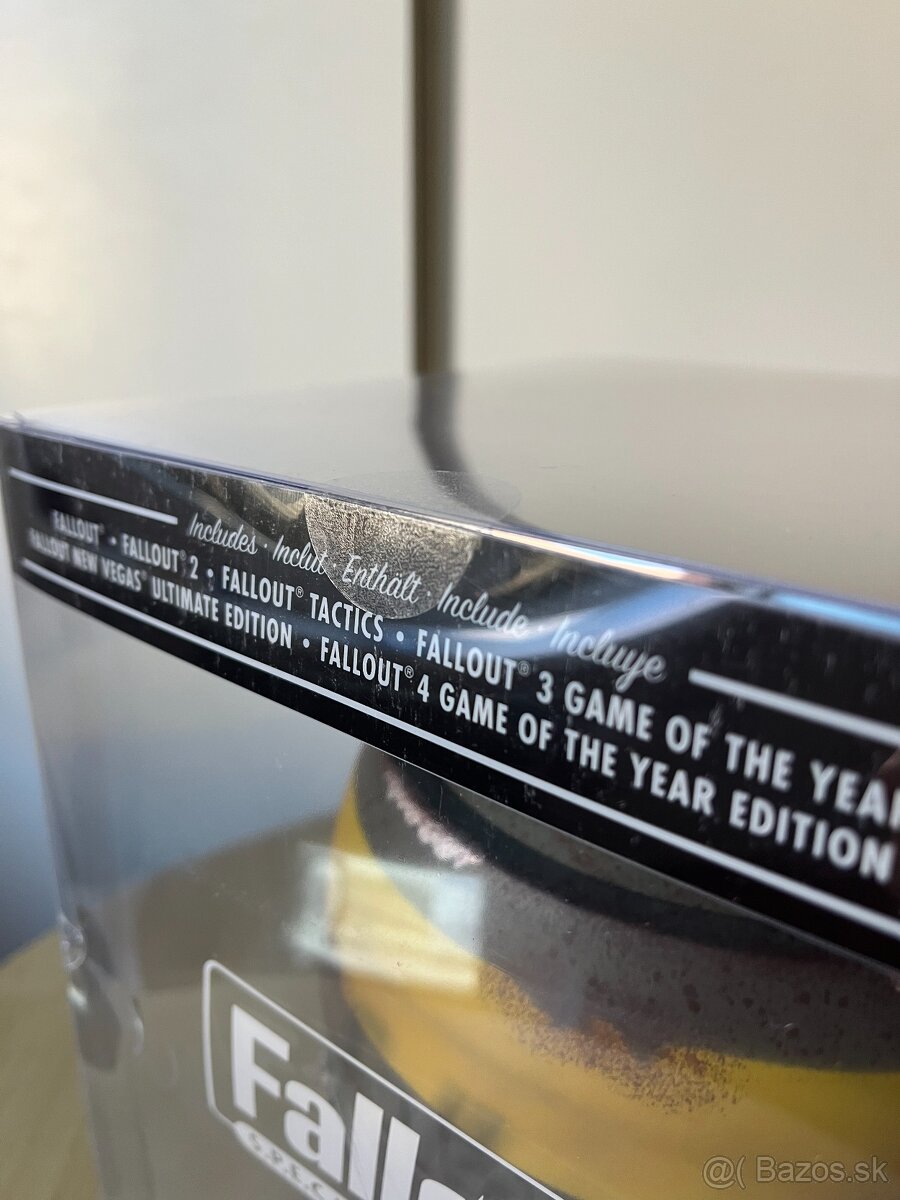 Includes · Inclut · Enthält · Include · Incluye
FALLOUT® · FALLOUT® 2 · FALLOUT® TACTICS · FALLOUT® 3 GAME OF THE YEAR
FALLOUT NEW VEGAS® ULTIMATE EDITION · FALLOUT® 4 GAME OF THE YEAR EDITION
Fall
S.P.E.C
@( Bazos.sk